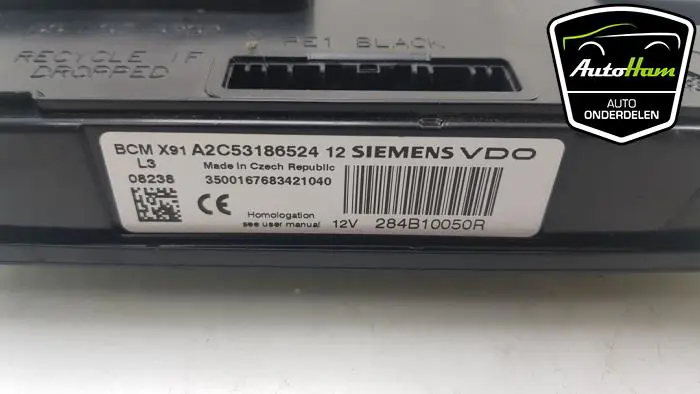 RECYCLE IF
DROPPED
PE1 BLACK
AutoHam
AUTO
ONDERDELEN
BCM X91 A2C53186524 12 SIEMENS VDO
L3
Made in Czech Republic
08238
3500167683421040
CE
Homologation
see user manual
12V
284B10050R